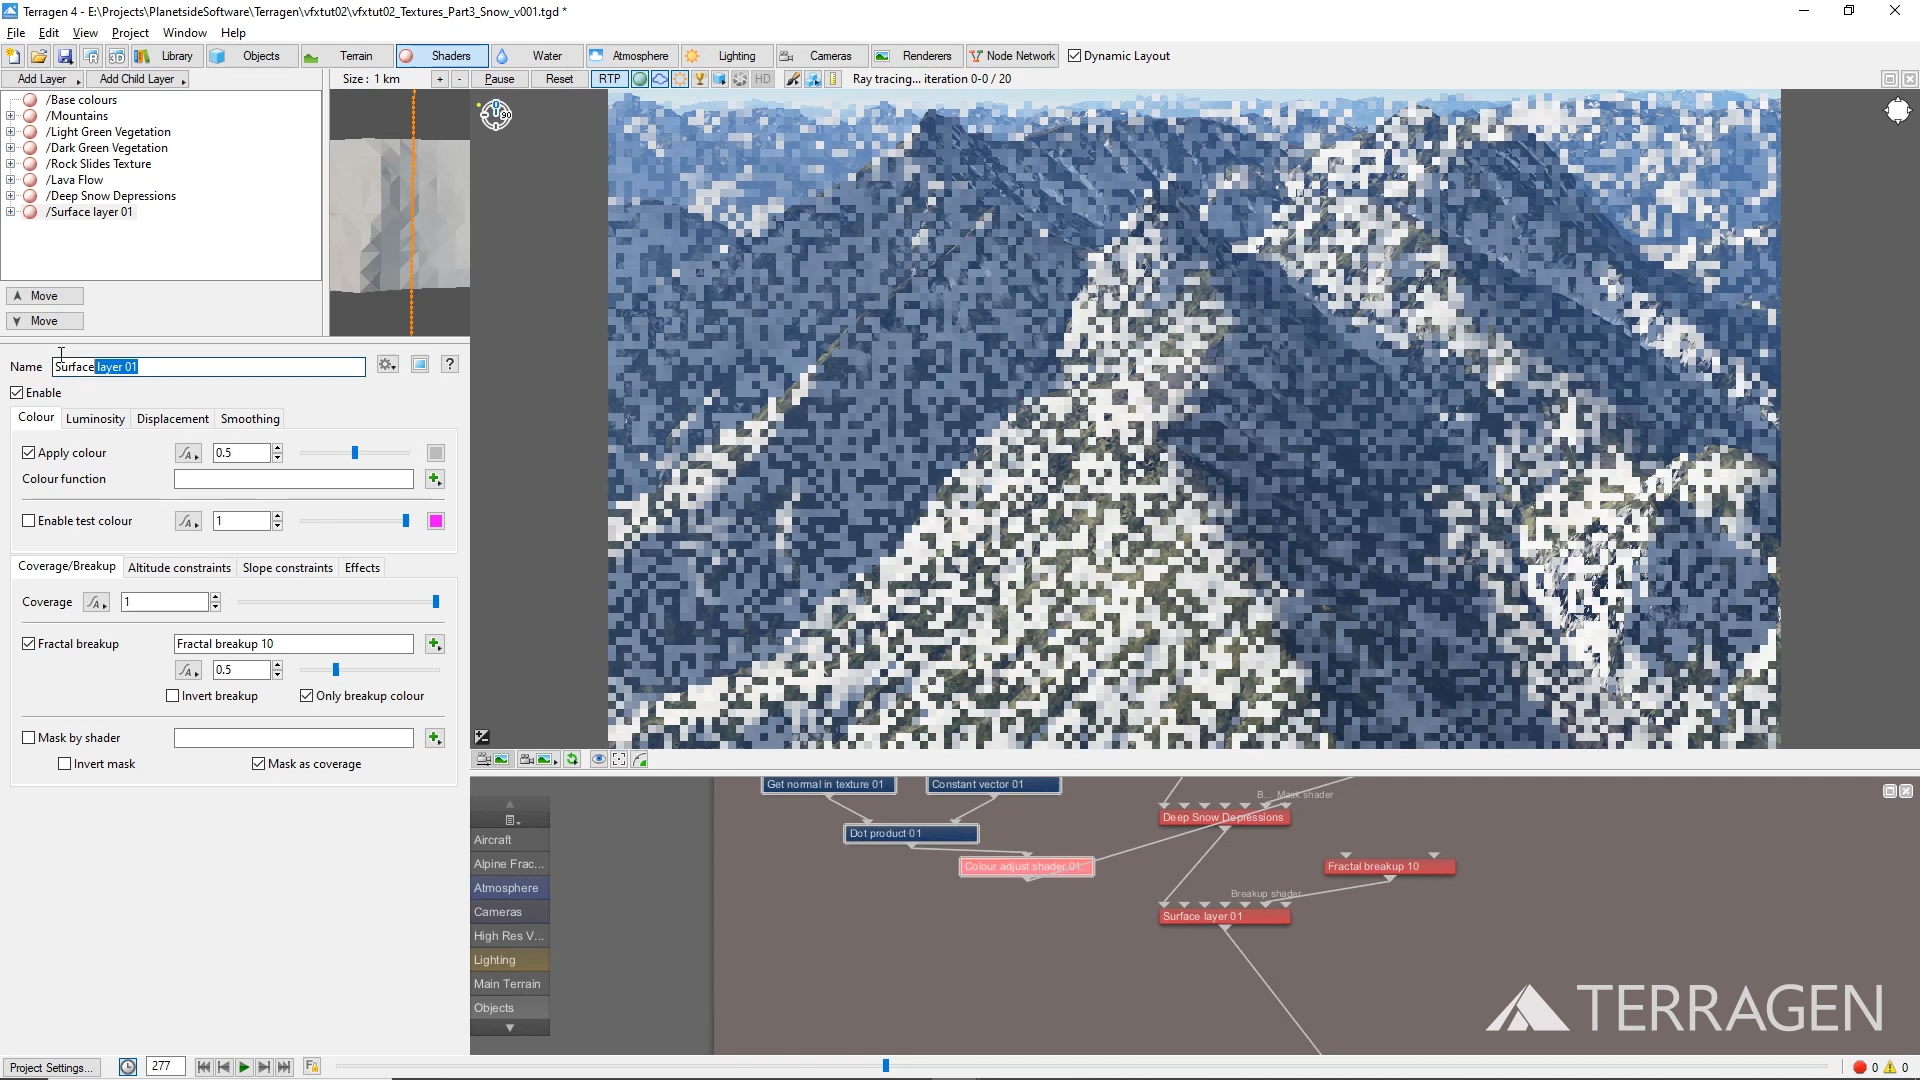 Terragen 4 - E:\Projects\PlanetsideSoftware\Terragen\vfxtut02\vfxtut02_Textures_Part3_Snow_v001.tgd *
File Edit View Project Window Help
Library Objects Terrain Shaders Water Atmosphere Lighting Cameras Renderers Node Network Dynamic Layout
Add Layer Add Child Layer Size : 1 km + - Pause Reset RTP HD Ray tracing... iteration 0-0 / 20
/Base colours
/Mountains
/Light Green Vegetation
/Dark Green Vegetation
/Rock Slides Texture
/Lava Flow
/Deep Snow Depressions
/Surface layer 01
Move
Move
Name Surface layer 01 ?
Enable
Colour Luminosity Displacement Smoothing
Apply colour 0.5
Colour function
Enable test colour 1
Coverage/Breakup Altitude constraints Slope constraints Effects
Coverage 1
Fractal breakup Fractal breakup 10
0.5
Invert breakup Only breakup colour
Mask by shader
Invert mask Mask as coverage
90
Get normal in texture 01 Constant vector 01
B... Mask shader
Deep Snow Depressions
Dot product 01
Colour adjust shader 01
Fractal breakup 10
Breakup shader
Surface layer 01
Aircraft
Alpine Frac...
Atmosphere
Cameras
High Res V...
Lighting
Main Terrain
Objects
TERRAGEN
Project Settings... 277 0 0